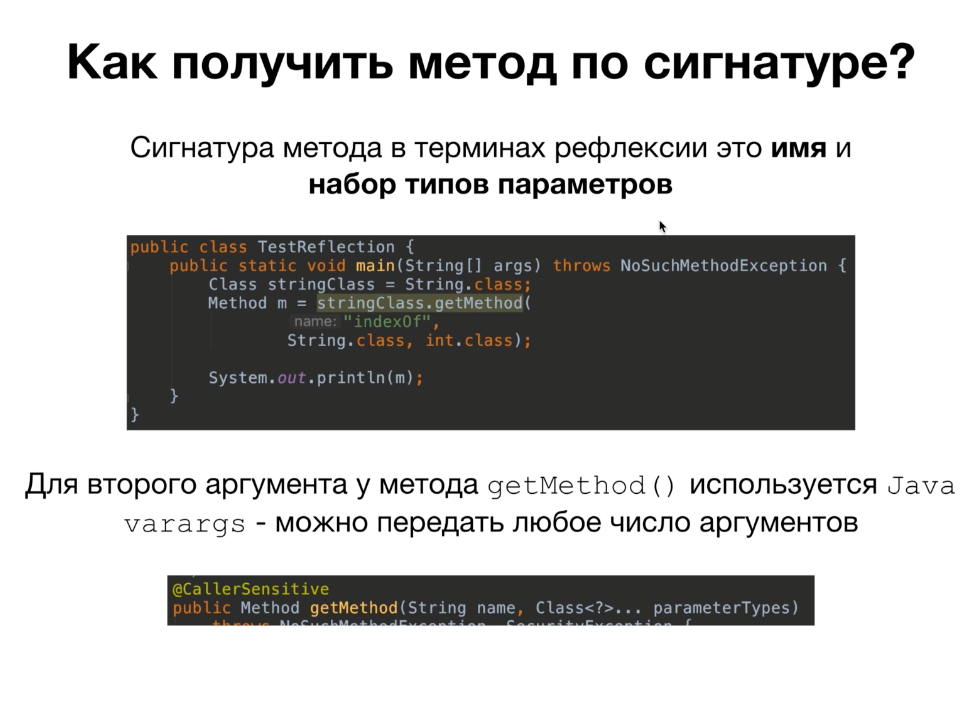 Как получить метод по сигнатуре?
Сигнатура метода в терминах рефлексии это имя и
набор типов параметров
public class TestReflection {
public static void main(String[] args) throws NoSuchMethodException {
Class stringClass = String.class;
Method m = stringClass.getMethod(
name: "indexOf",
String.class, int.class);
System.out.println(m);
}
}
Для второго аргумента у метода getMethod() используется Java
varargs - можно передать любое число аргументов
@CallerSensitive
public Method getMethod(String name, Class<?>... parameterTypes)
throws NoSuchMethodException, SecurityException {